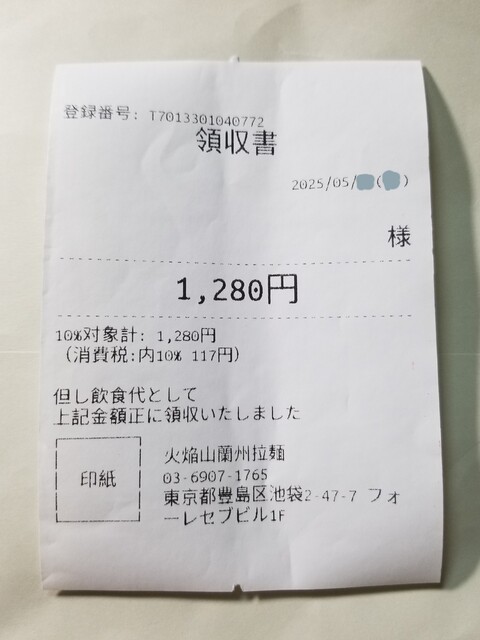 登録番号: T7013301040772
領収書
2025/05/ ( )
様
1,280円
10%対象計: 1,280円
(消費税:内10% 117円)
但し飲食代として
上記金額正に領収いたしました
印紙
火焔山蘭州拉麺
03-6907-1765
東京都豊島区池袋2-47-7 フォ
ーレセブビル1F